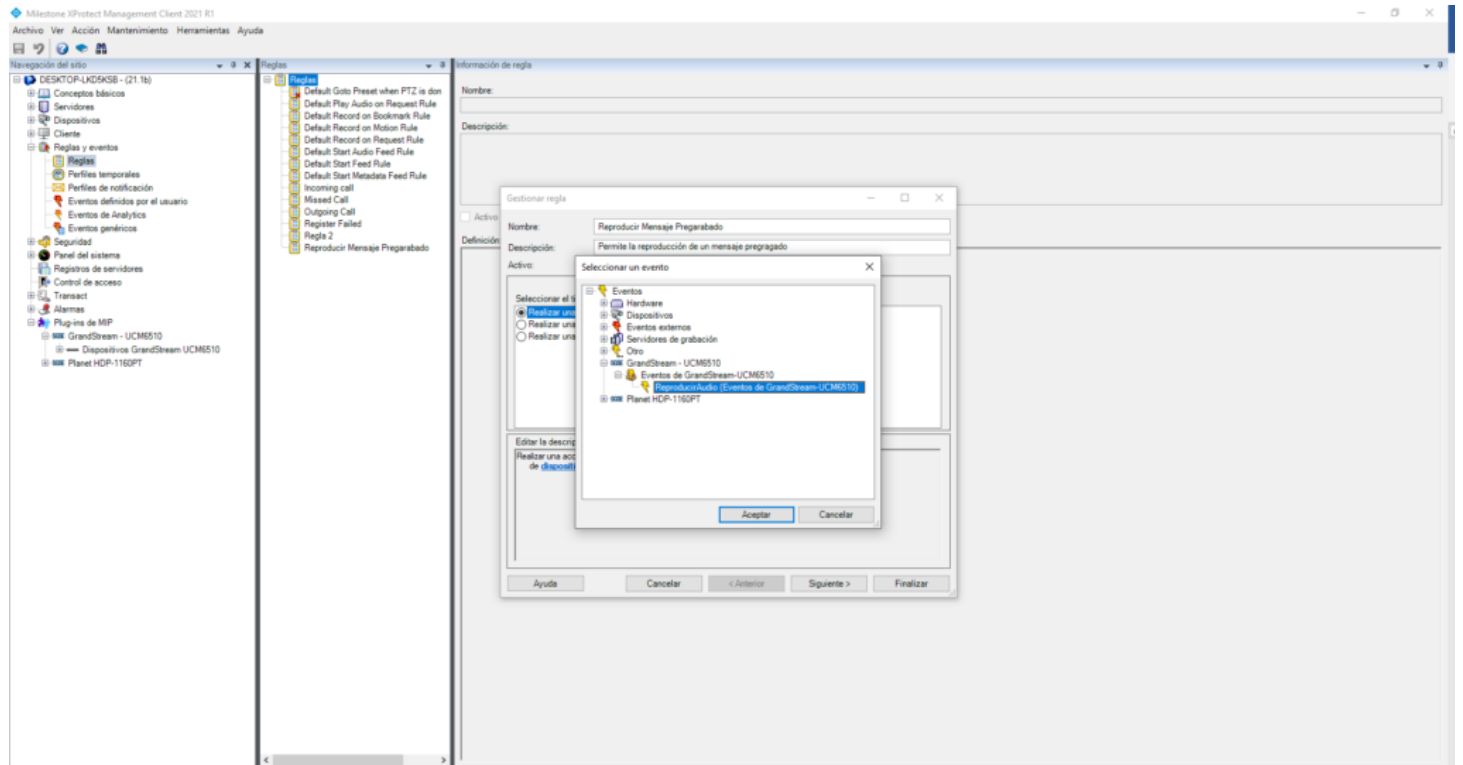 Milestone XProtect Management Client 2021 R1
Archivo Ver Acción Mantenimiento Herramientas Ayuda
Navegación del sitio
DESKTOP-LKD5KSB - (21.1b)
Conceptos básicos
Servidores
Dispositivos
Cliente
Reglas y eventos
Reglas
Perfiles temporales
Perfiles de notificación
Eventos definidos por el usuario
Eventos de Analytics
Eventos genéricos
Seguridad
Panel del sistema
Registros de servidores
Control de acceso
Transact
Alarmas
Plug-ins de MIP
GrandStream - UCM6510
Dispositivos GrandStream UCM6510
Planet HDP-1160PT
Reglas
Reglas
Default Goto Preset when PTZ is don
Default Play Audio on Request Rule
Default Record on Bookmark Rule
Default Record on Motion Rule
Default Record on Request Rule
Default Start Audio Feed Rule
Default Start Feed Rule
Default Start Metadata Feed Rule
Incoming call
Missed Call
Outgoing Call
Register Failed
Regla 2
Reproducir Mensaje Pregarabado
Información de regla
Nombre:
Descripción:
Activo
Definición
Gestionar regla
Nombre: Reproducir Mensaje Pregarabado
Descripción: Permite la reproducción de un mensaje pregragado
Activo:
Seleccionar el ti
Realizar una
Realizar una
Realizar una
Editar la descrip
Realizar una acc
de dispositi
Ayuda Cancelar < Anterior Siguiente > Finalizar
Seleccionar un evento
Eventos
Hardware
Dispositivos
Eventos externos
Servidores de grabación
Otro
GrandStream - UCM6510
Eventos de GrandStream-UCM6510
ReproducirAudio (Eventos de GrandStream-UCM6510)
Planet HDP-1160PT
Aceptar Cancelar